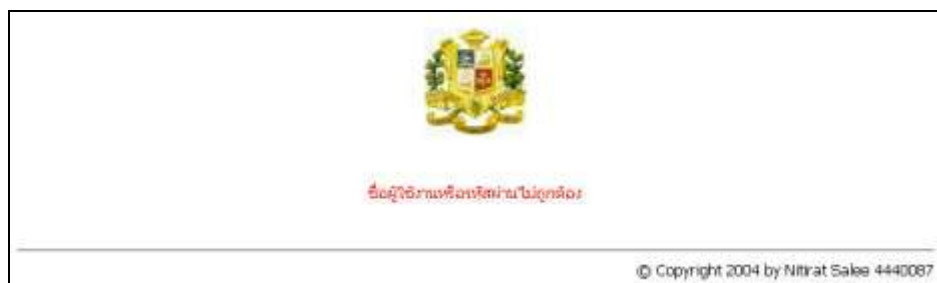 ชื่อผู้ใช้งานหรือรหัสผ่านไม่ถูกต้อง
© Copyright 2004 by Nitirat Salee 4440087